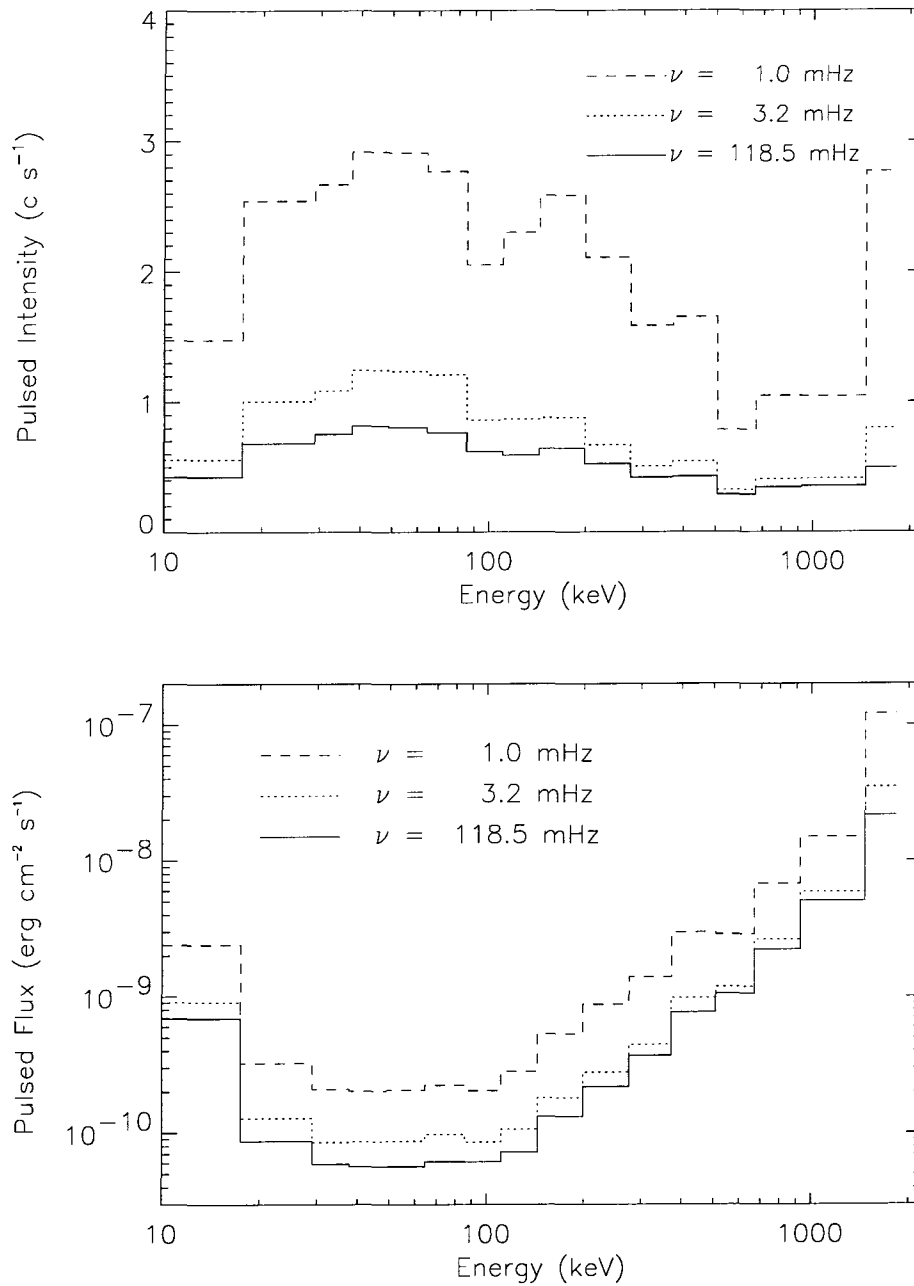 4
3
2
1
0
Pulsed Intensity (c s⁻¹)
ν = 1.0 mHz
ν = 3.2 mHz
ν = 118.5 mHz
10 100 1000
Energy (keV)
10⁻⁷
10⁻⁸
10⁻⁹
10⁻¹⁰
Pulsed Flux (erg cm⁻² s⁻¹)
ν = 1.0 mHz
ν = 3.2 mHz
ν = 118.5 mHz
10 100 1000
Energy (keV)